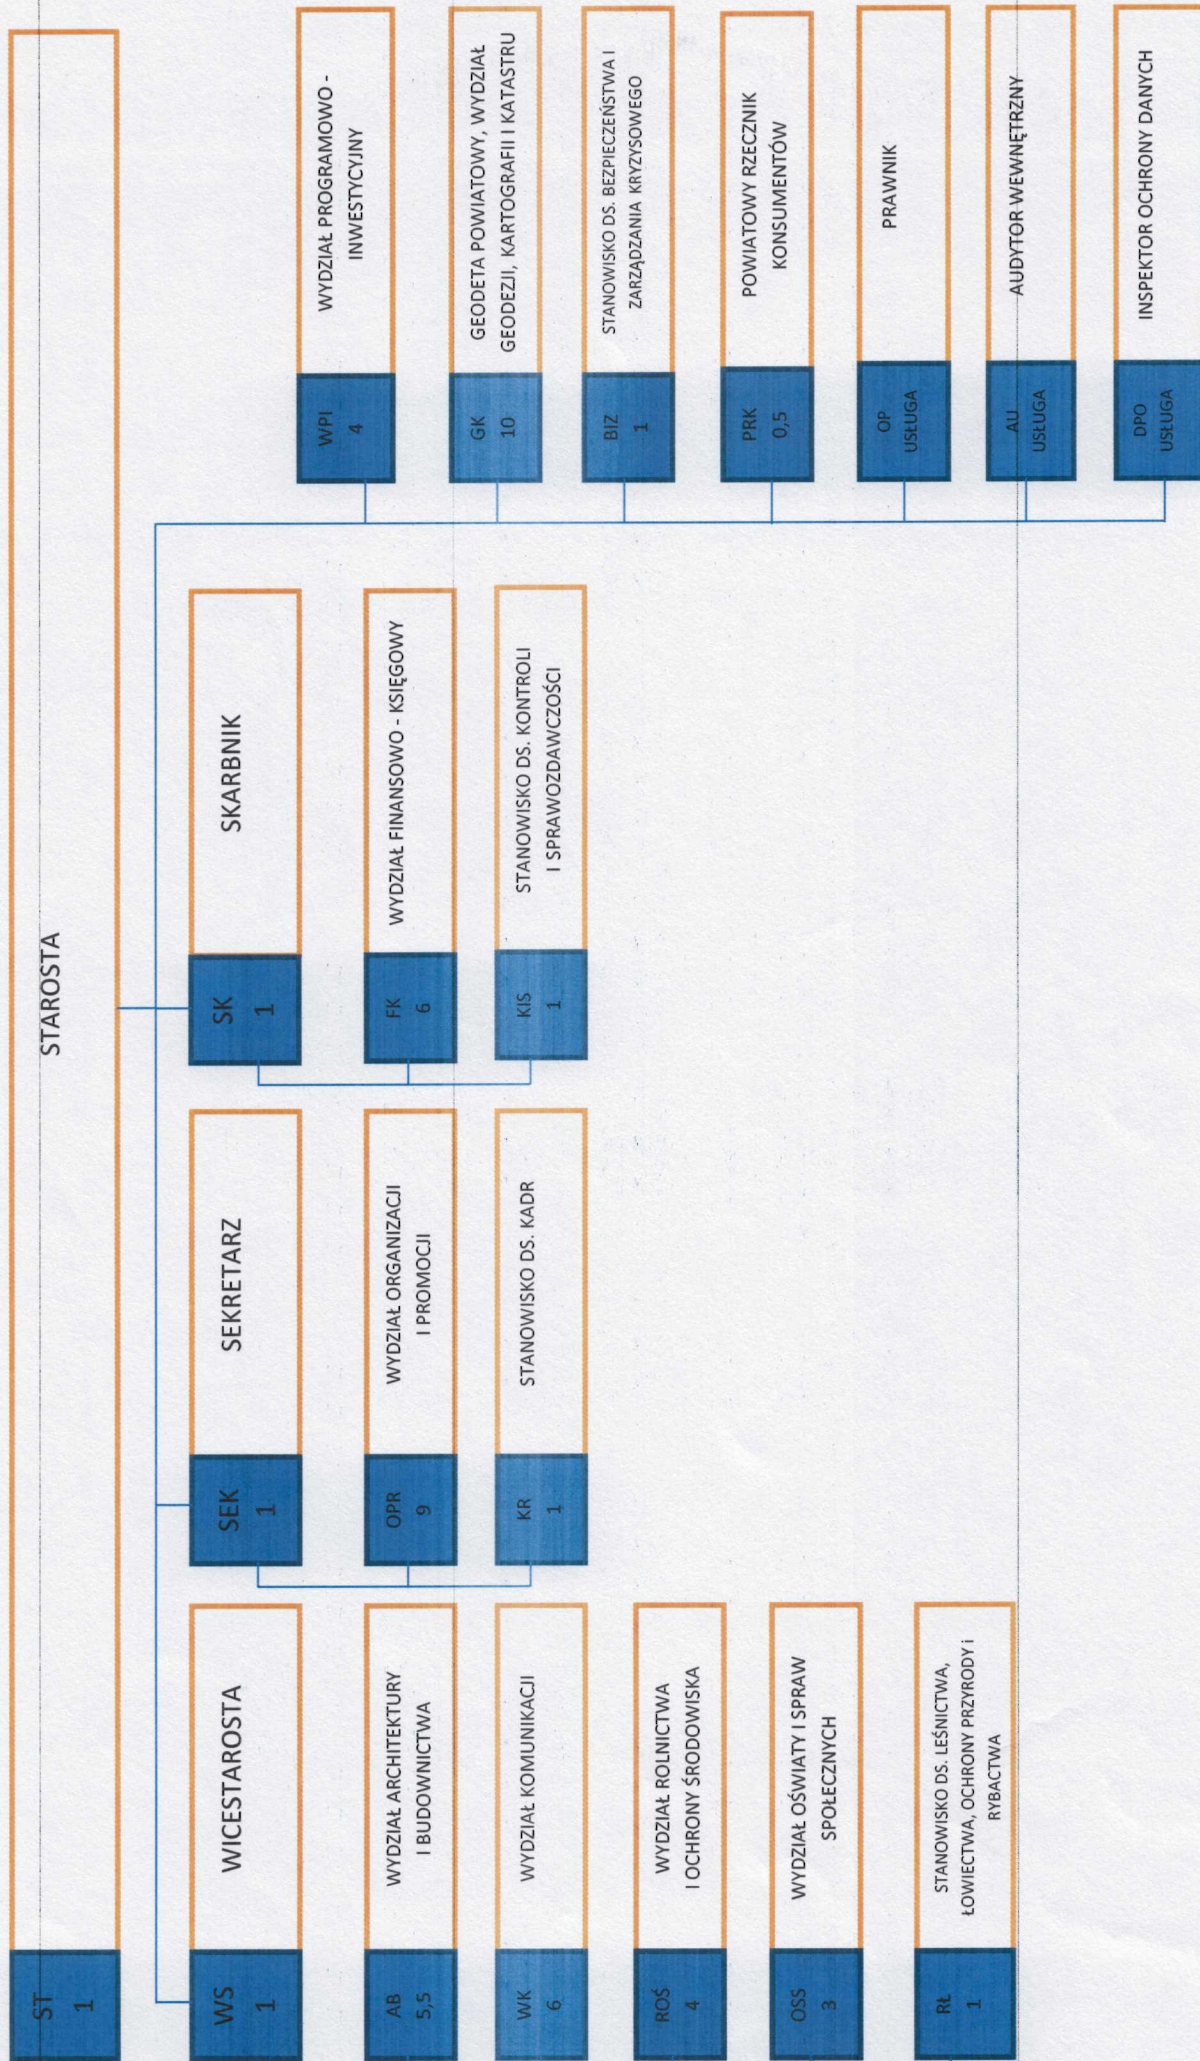 ST
1
STAROSTA
WS
1
WICESTAROSTA
AB
5,5
WYDZIAŁ ARCHITEKTURY
I BUDOWNICTWA
WK
6
WYDZIAŁ KOMUNIKACJI
ROŚ
4
WYDZIAŁ ROLNICTWA
I OCHRONY ŚRODOWISKA
OSS
3
WYDZIAŁ OŚWIATY I SPRAW
SPOŁECZNYCH
RŁ
1
STANOWISKO DS. LEŚNICTWA,
ŁOWIECTWA, OCHRONY PRZYRODY i
RYBACTWA
SEK
1
SEKRETARZ
OPR
9
WYDZIAŁ ORGANIZACJI
I PROMOCJI
KR
1
STANOWISKO DS. KADR
SK
1
SKARBNIK
FK
6
WYDZIAŁ FINANSOWO - KSIĘGOWY
KIS
1
STANOWISKO DS. KONTROLI
I SPRAWOZDAWCZOŚCI
WPI
4
WYDZIAŁ PROGRAMOWO -
INWESTYCYJNY
GK
10
GEODETA POWIATOWY, WYDZIAŁ
GEODEZJI, KARTOGRAFII I KATASTRU
BIZ
1
STANOWISKO DS. BEZPIECZEŃSTWA I
ZARZĄDZANIA KRYZYSOWEGO
PRK
0,5
POWIATOWY RZECZNIK
KONSUMENTÓW
OP
USŁUGA
PRAWNIK
AU
USŁUGA
AUDYTOR WEWNĘTRZNY
DPO
USŁUGA
INSPEKTOR OCHRONY DANYCH